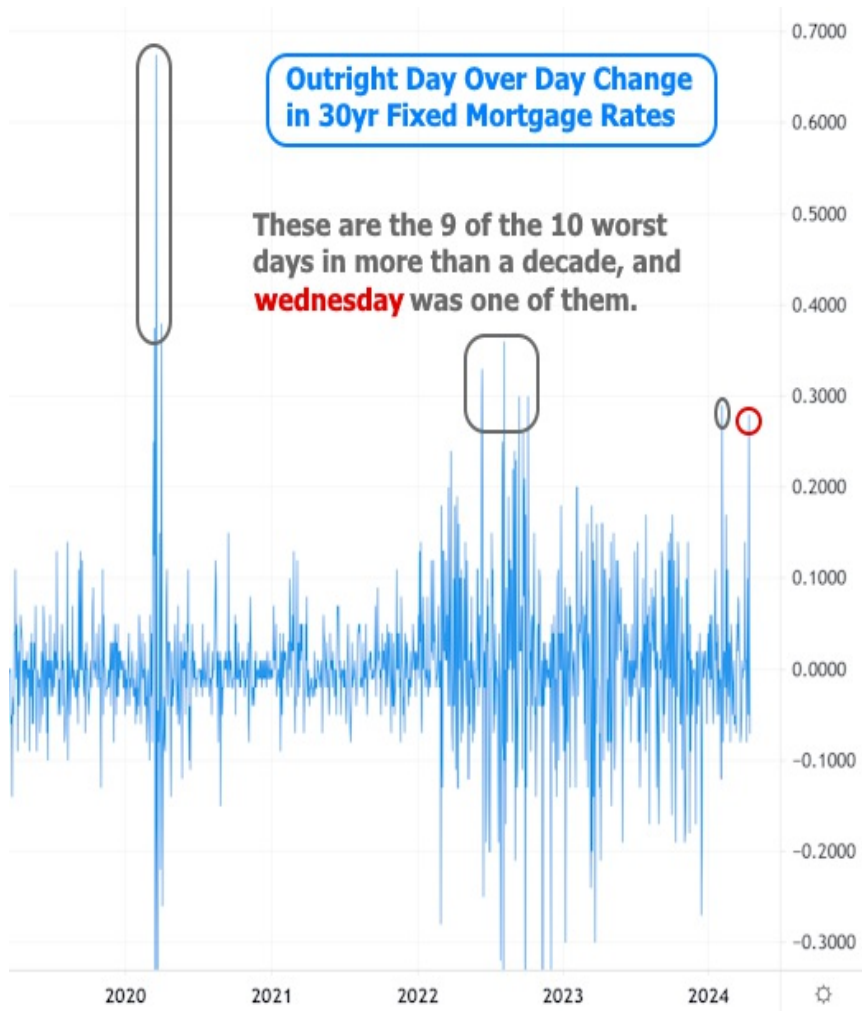 0.7000
Outright Day Over Day Change
in 30yr Fixed Mortgage Rates
0.6000
0.5000
These are the 9 of the 10 worst
days in more than a decade, and
wednesday was one of them.
0.4000
0.3000
0.2000
0.1000
0.0000
−0.1000
−0.2000
−0.3000
2020 2021 2022 2023 2024